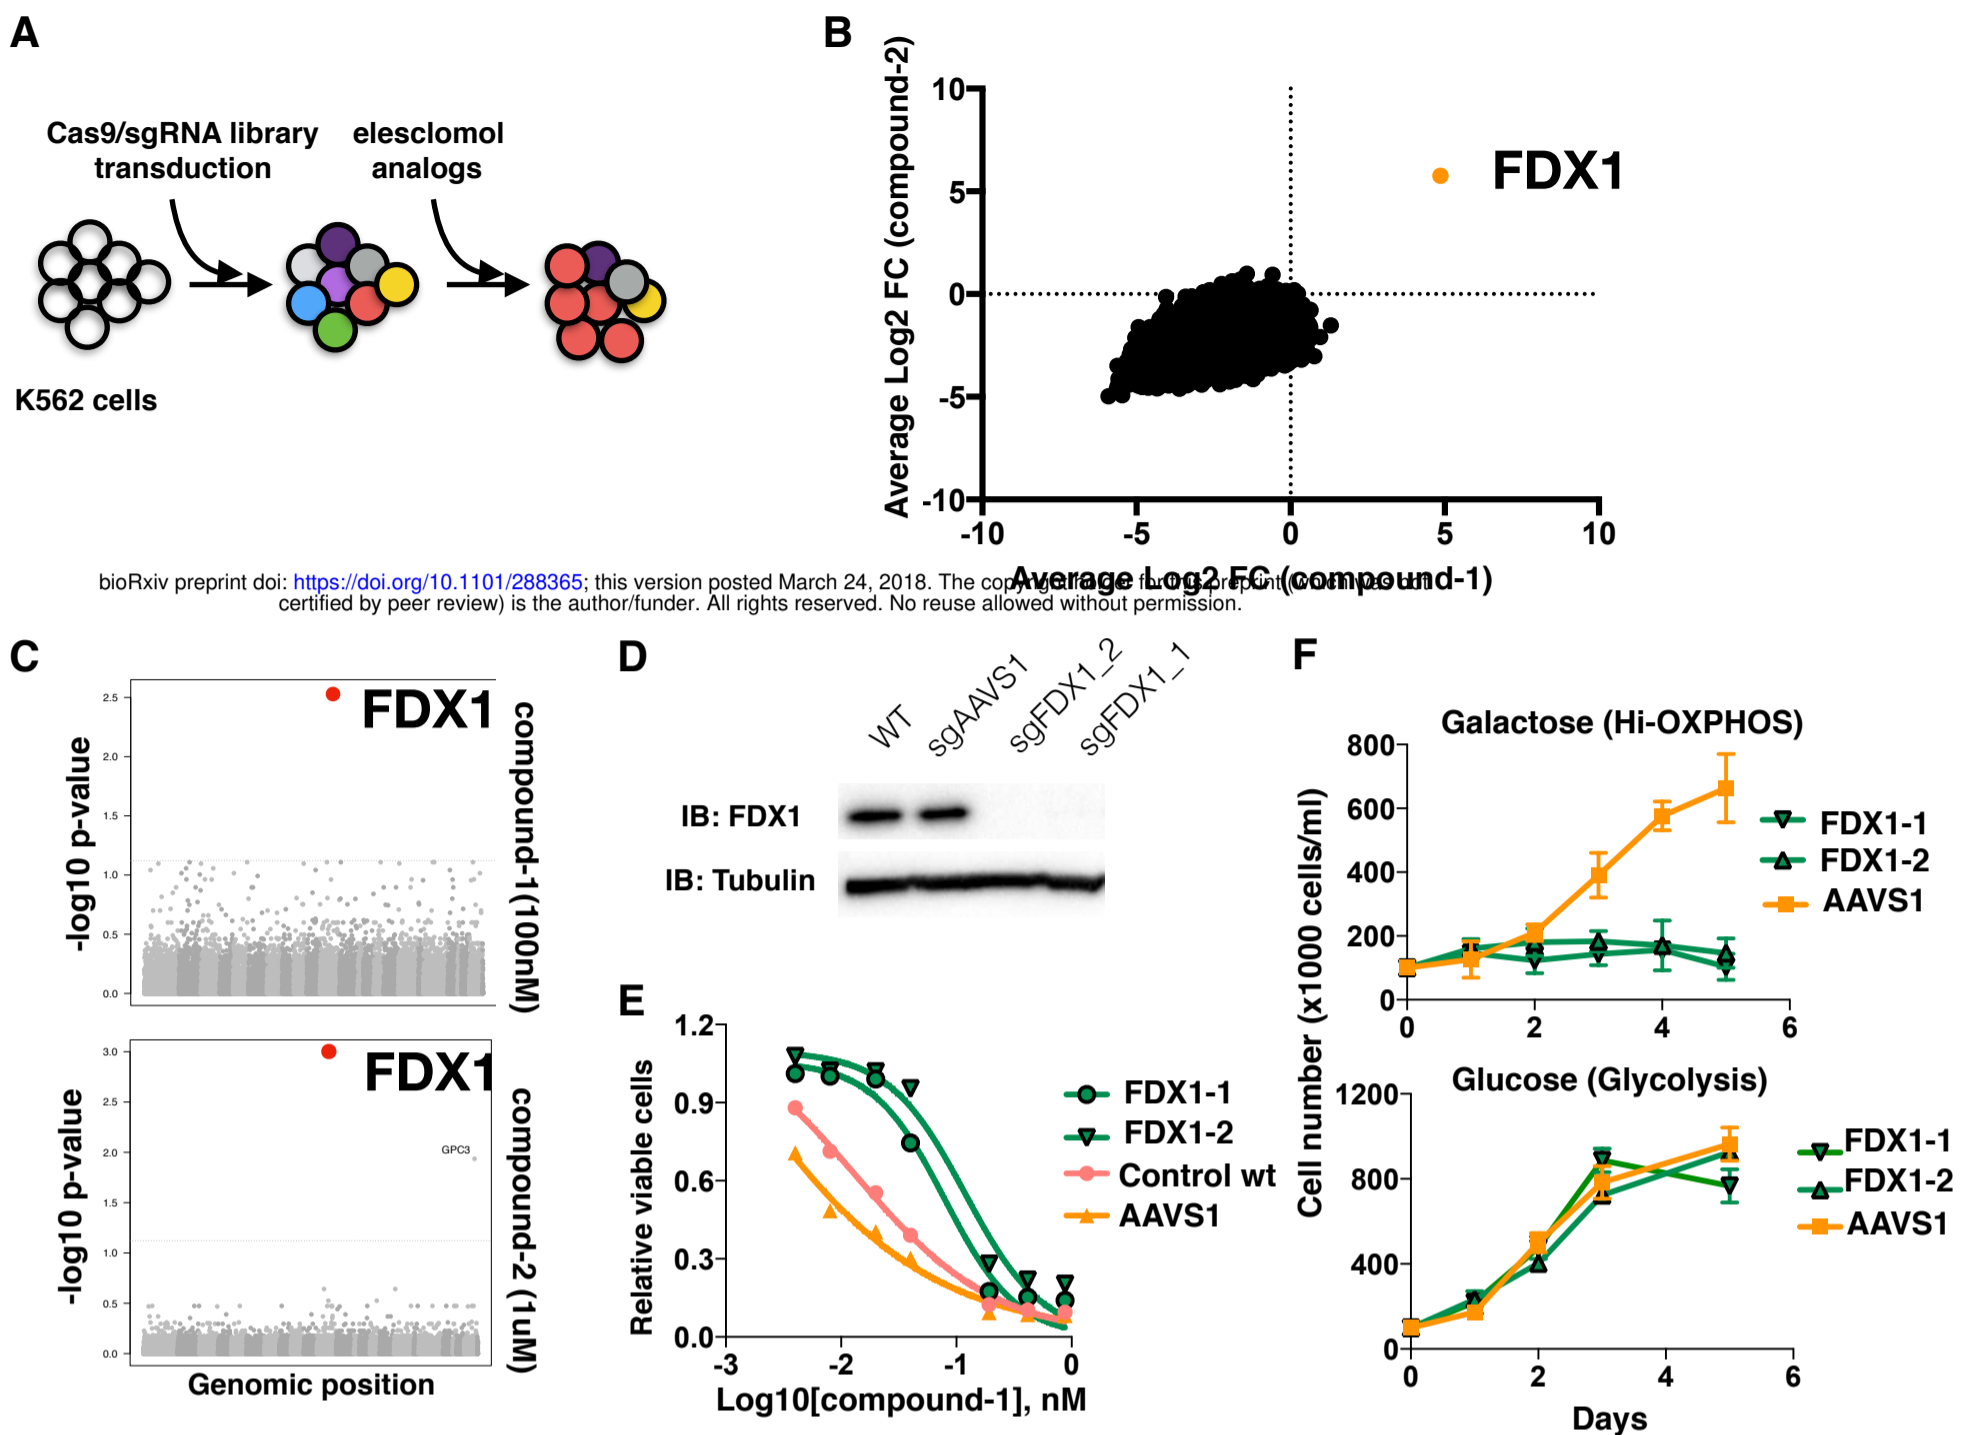 A
Cas9/sgRNA library
transduction
elesclomol
analogs
K562 cells
B
Average Log2 FC (compound-2)
10
5
0
-5
-10
FDX1
-10
-5
0
5
10
Average Log2 FC (compound-1)
bioRxiv preprint doi: https://doi.org/10.1101/288365; this version posted March 24, 2018. The copyright holder for this preprint (which was not
certified by peer review) is the author/funder. All rights reserved. No reuse allowed without permission.
C
-log10 p-value
2.5
2.0
1.5
1.0
0.5
0.0
FDX1
compound-1(100nM)
-log10 p-value
3.0
2.5
2.0
1.5
1.0
0.5
0.0
FDX1
GPC3
compound-2 (1uM)
Genomic position
D
WT
sgAAVS1
sgFDX1_2
sgFDX1_1
IB: FDX1
IB: Tubulin
E
Relative viable cells
1.2
0.9
0.6
0.3
0.0
-3
-2
-1
0
Log10[compound-1], nM
FDX1-1
FDX1-2
Control wt
AAVS1
F
Cell number (x1000 cells/ml)
Galactose (Hi-OXPHOS)
800
600
400
200
0
0
2
4
6
FDX1-1
FDX1-2
AAVS1
Glucose (Glycolysis)
1200
800
400
0
0
2
4
6
Days
FDX1-1
FDX1-2
AAVS1